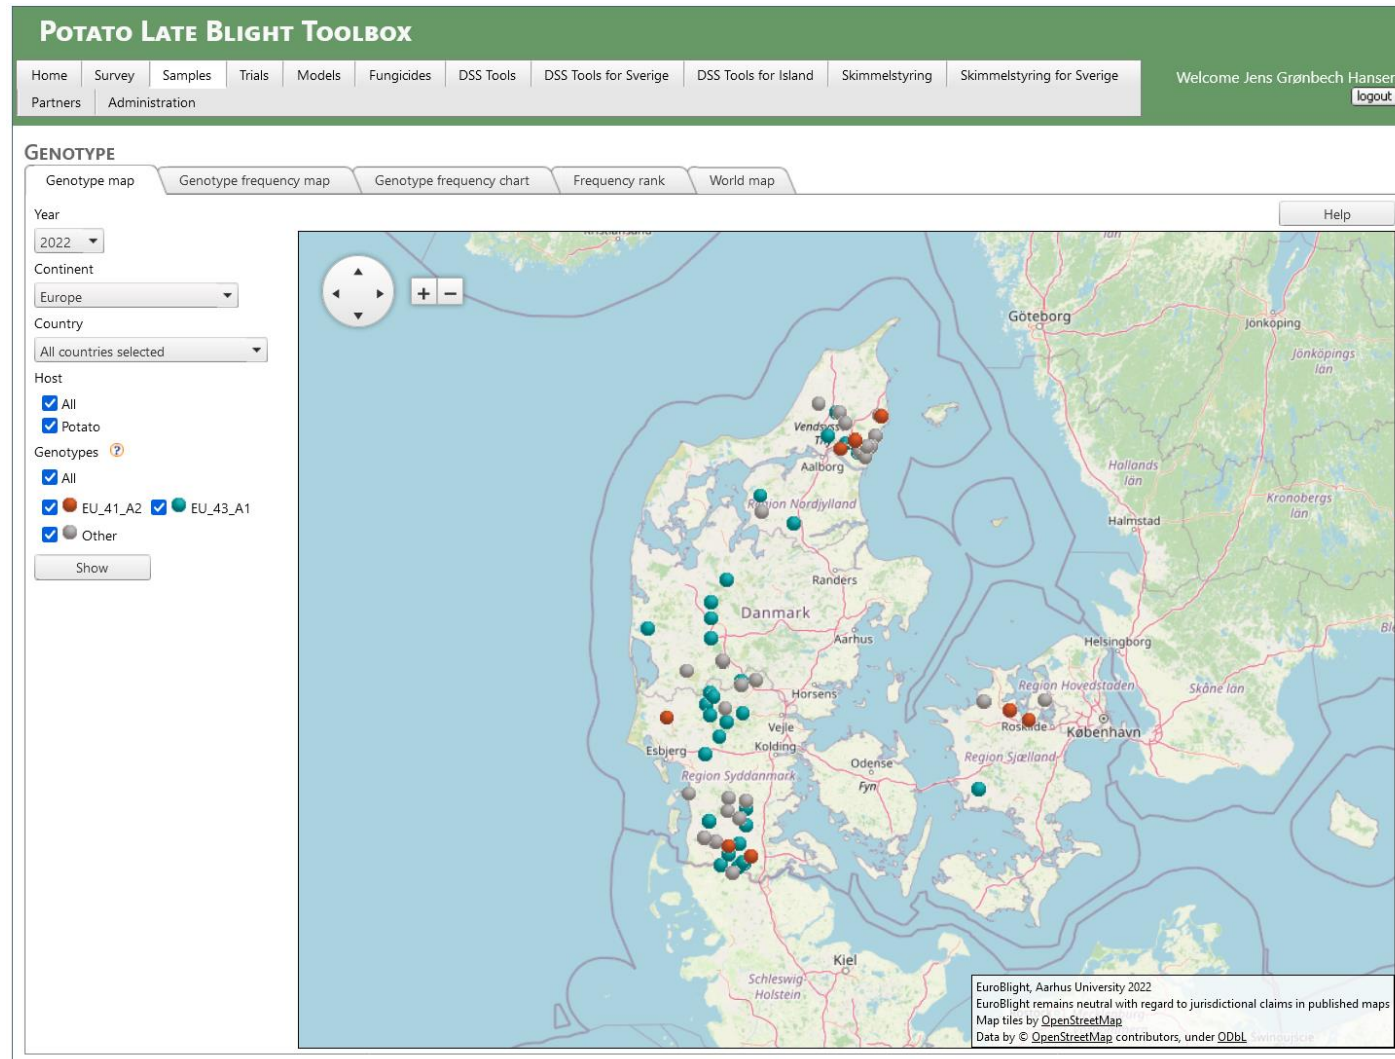 POTATO LATE BLIGHT TOOLBOX
Home Survey Samples Trials Models Fungicides DSS Tools DSS Tools for Sverige DSS Tools for Island Skimmelstyring Skimmelstyring for Sverige
Partners Administration
Welcome Jens Grønbech Hansen
logout
GENOTYPE
Genotype map Genotype frequency map Genotype frequency chart Frequency rank World map
Help
Year
2022
Continent
Europe
Country
All countries selected
Host
All
Potato
Genotypes ?
All
EU_41_A2 EU_43_A1
Other
Show
+ −
Göteborg
Jönköping
Jönköpings
län
Aalborg
Region Nordjylland
Hallands
län
Kronobergs
län
Halmstad
Randers
Danmark
Aarhus
Helsingborg
Horsens
Region Hovedstaden
Skåne län
Vejle
Roskilde
København
Esbjerg
Kolding
Region Sjælland
Odense
Region Syddanmark
Fyn
Kiel
Schleswig-
Holstein
EuroBlight, Aarhus University 2022
EuroBlight remains neutral with regard to jurisdictional claims in published maps
Map tiles by OpenStreetMap
Data by © OpenStreetMap contributors, under ODbL